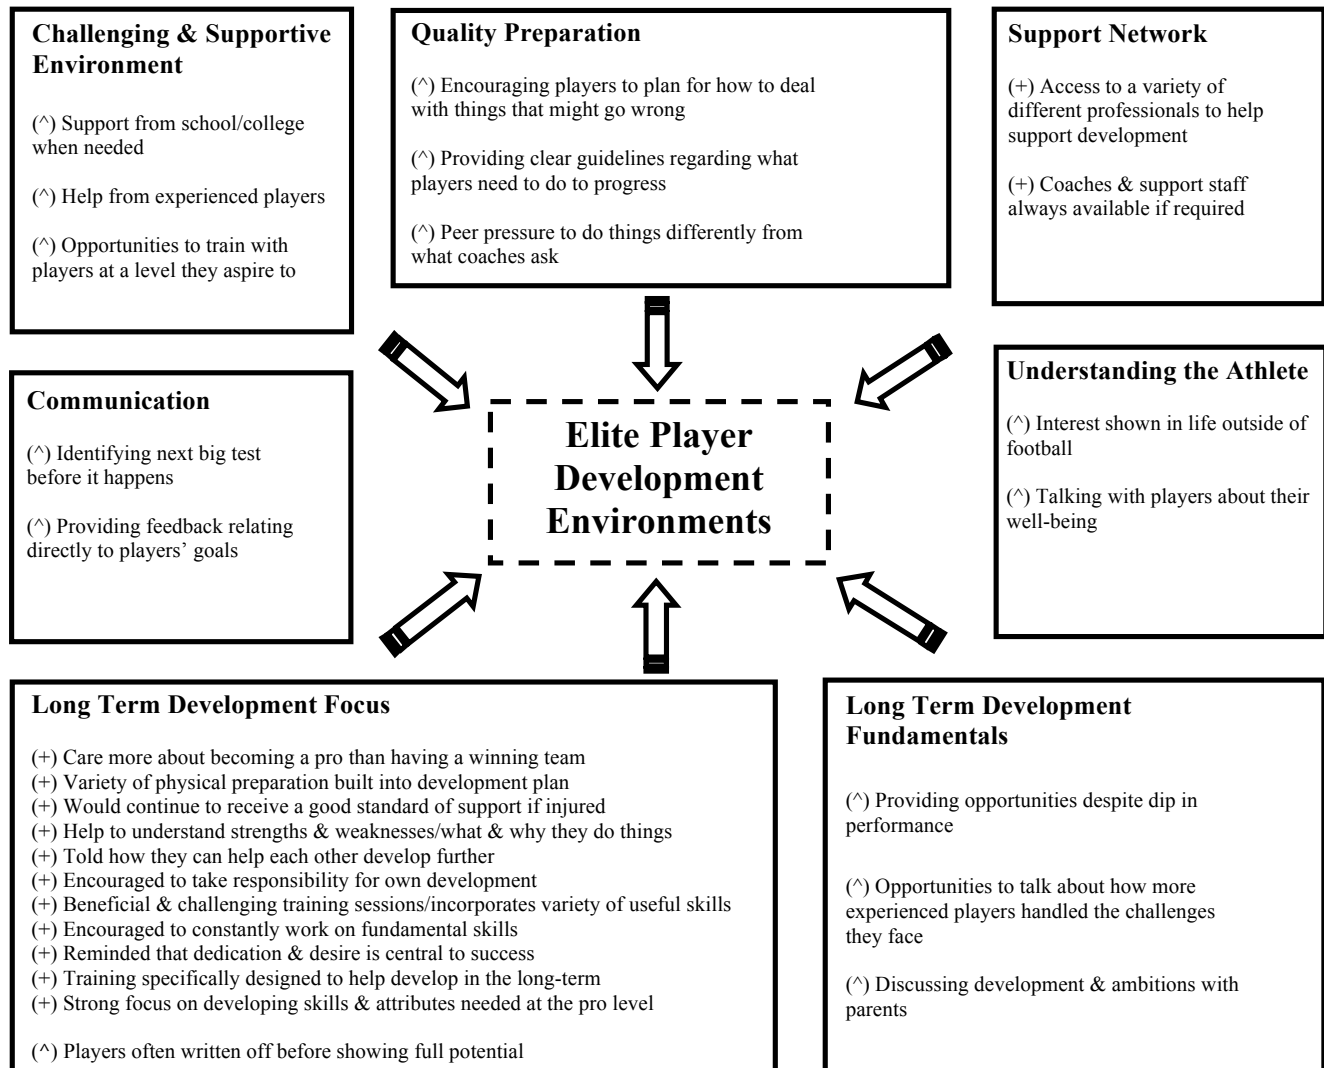 Challenging & Supportive
Environment
(^) Support from school/college
when needed
(^) Help from experienced players
(^) Opportunities to train with
players at a level they aspire to
Quality Preparation
(^) Encouraging players to plan for how to deal
with things that might go wrong
(^) Providing clear guidelines regarding what
players need to do to progress
(^) Peer pressure to do things differently from
what coaches ask
Support Network
(+) Access to a variety of
different professionals to help
support development
(+) Coaches & support staff
always available if required
Communication
(^) Identifying next big test
before it happens
(^) Providing feedback relating
directly to players’ goals
Elite Player
Development
Environments
Understanding the Athlete
(^) Interest shown in life outside of
football
(^) Talking with players about their
well-being
Long Term Development Focus
(+) Care more about becoming a pro than having a winning team
(+) Variety of physical preparation built into development plan
(+) Would continue to receive a good standard of support if injured
(+) Help to understand strengths & weaknesses/what & why they do things
(+) Told how they can help each other develop further
(+) Encouraged to take responsibility for own development
(+) Beneficial & challenging training sessions/incorporates variety of useful skills
(+) Encouraged to constantly work on fundamental skills
(+) Reminded that dedication & desire is central to success
(+) Training specifically designed to help develop in the long-term
(+) Strong focus on developing skills & attributes needed at the pro level
(^) Players often written off before showing full potential
Long Term Development
Fundamentals
(^) Providing opportunities despite dip in
performance
(^) Opportunities to talk about how more
experienced players handled the challenges
they face
(^) Discussing development & ambitions with
parents